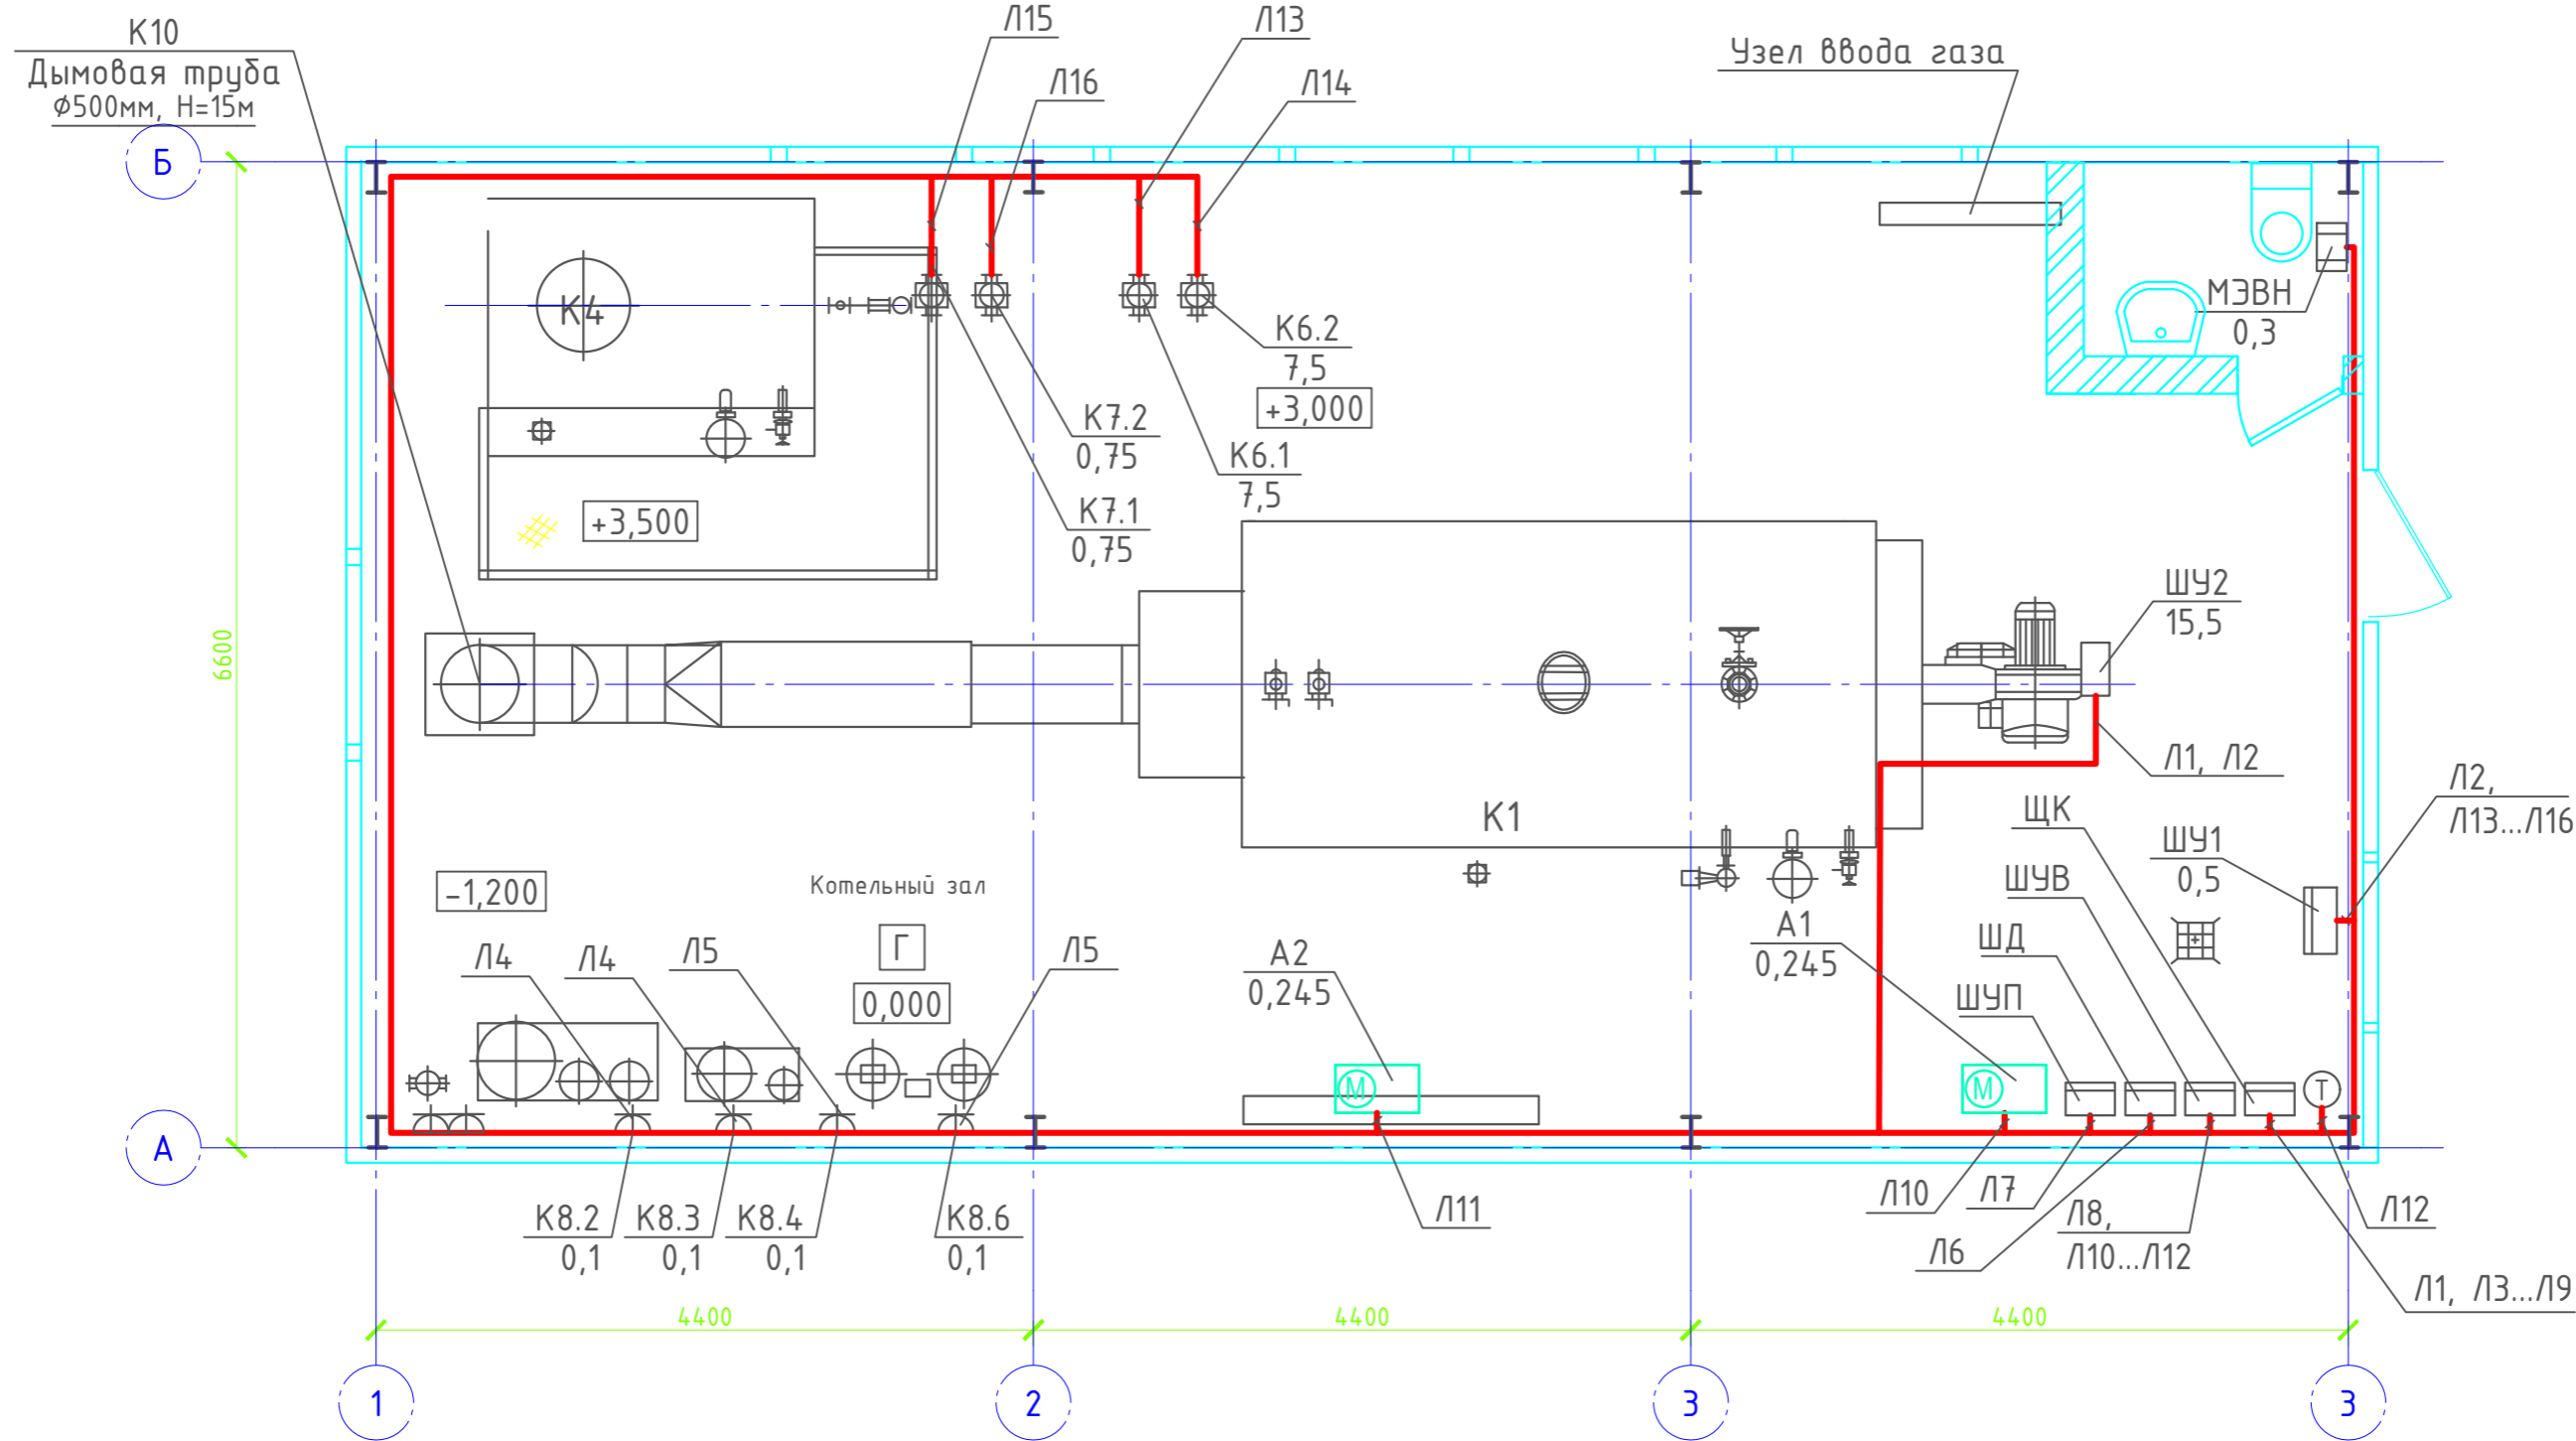 К10
Дымовая труба
Ø500мм, Н=15м
Л15
Л16
Л13
Л14
Узел ввода газа
Б
К4
МЭВН
0,3
К6.2
7,5
+3,000
К7.2
0,75
К6.1
7,5
К7.1
0,75
+3,500
6600
ШУ2
15,5
Л1, Л2
К1
ЩК
Л2,
Л13...Л16
ШУ1
0,5
ШУВ
-1,200
Котельный зал
Г
0,000
Л4
Л4
Л5
Л5
А2
0,245
А1
0,245
ШД
ШУП
М
М
Т
А
К8.2
0,1
К8.3
0,1
К8.4
0,1
К8.6
0,1
Л11
Л10
Л7
Л6
Л8,
Л10...Л12
Л12
Л1, Л3...Л9
4400
4400
4400
1
2
3
3